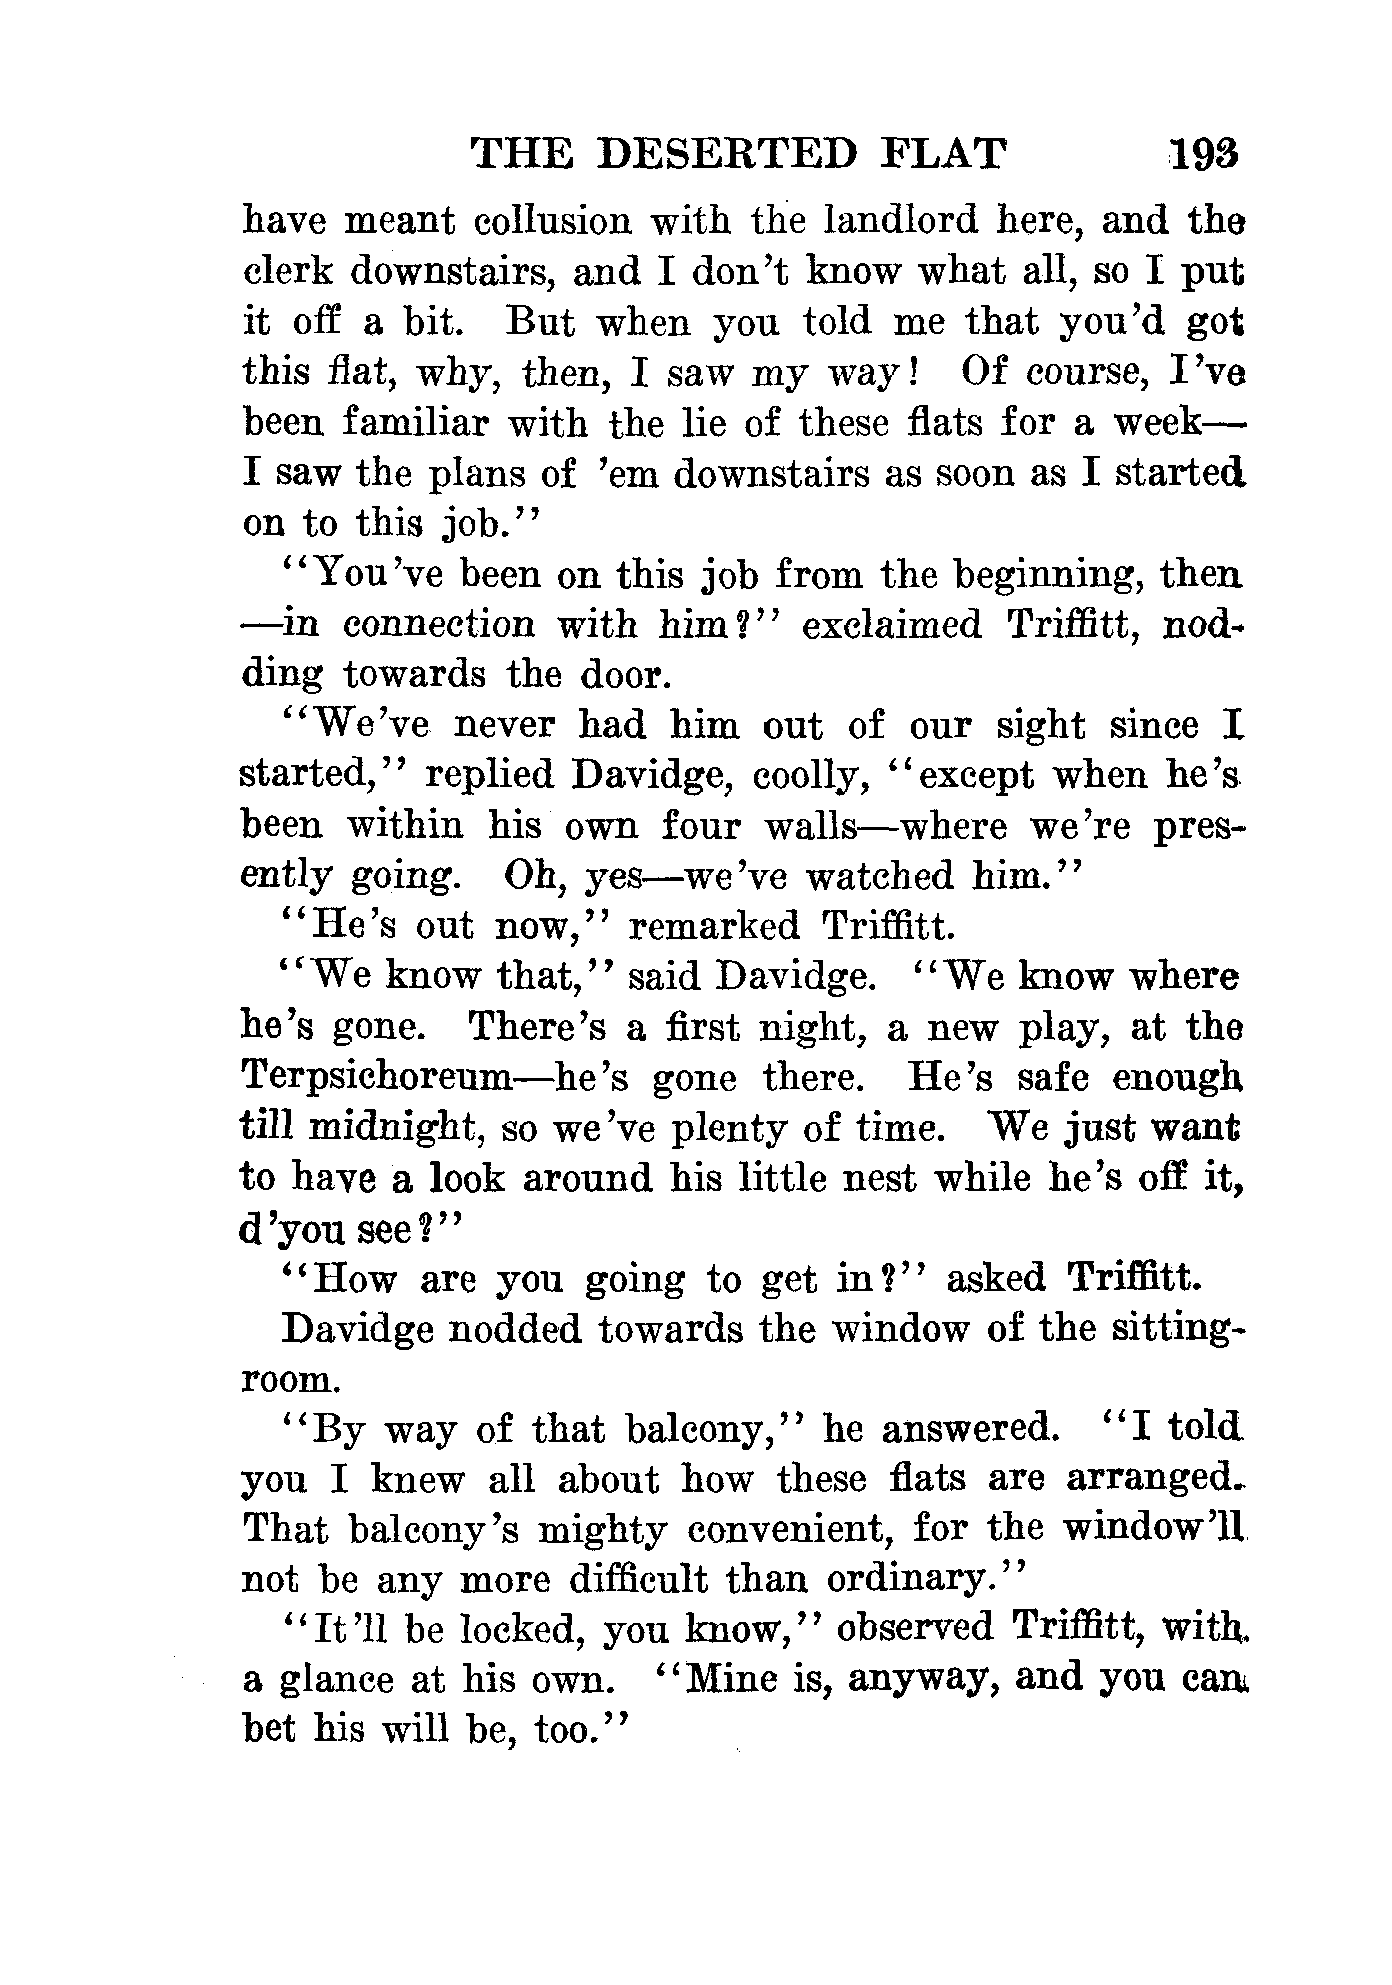 THE DESERTED FLAT 193
have meant collusion with the landlord here, and the
clerk downstairs, and I don't know what all, so I put
it off a bit. But when you told me that you'd got
this flat, why, then, I saw my way! Of course, I've
been familiar with the lie of these flats for a week—
I saw the plans of 'em downstairs as soon as I started
on to this job."
"You've been on this job from the beginning, then
—in connection with him?" exclaimed Triffitt, nod-
ding towards the door.
"We've never had him out of our sight since I
started," replied Davidge, coolly, "except when he's
been within his own four walls—where we're pres-
ently going. Oh, yes—we've watched him."
"He's out now," remarked Triffitt.
"We know that," said Davidge. "We know where
he's gone. There's a first night, a new play, at the
Terpsichoreum—he's gone there. He's safe enough
till midnight, so we've plenty of time. We just want
to have a look around his little nest while he's off it,
d'you see?"
"How are you going to get in?" asked Triffitt.
Davidge nodded towards the window of the sitting-
room.
"By way of that balcony," he answered. "I told
you I knew all about how these flats are arranged.
That balcony's mighty convenient, for the window'll
not be any more difficult than ordinary."
"It'll be locked, you know," observed Triffitt, with
a glance at his own. "Mine is, anyway, and you can
bet his will be, too."